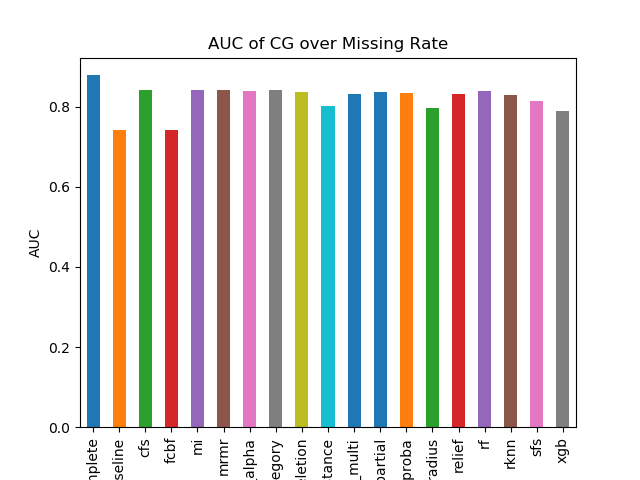 AUC of CG over Missing Rate
AUC
0.8
0.6
0.4
0.2
0.0
mplete
seline
cfs
fcbf
mi
mrmr
_alpha
egory
letion
tance
_multi
partial
proba
radius
relief
rf
rknn
sfs
xgb